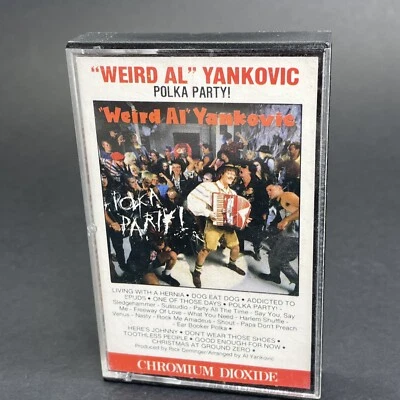 "WEIRD AL" YANKOVIC
POLKA PARTY!
"Weird Al" Yankovic
POLKA
PARTY!
LIVING WITH A HERNIA • DOG EAT DOG • ADDICTED TO
SPUDS • ONE OF THOSE DAYS • POLKA PARTY! -
Sledgehammer - Sussudio - Party All The Time - Say You, Say
Me - Freeway Of Love - What You Need - Harlem Shuffle -
Venus - Nasty - Rock Me Amadeus - Shout - Papa Don't Preach
- Ear Booker Polka •
HERE'S JOHNNY • DON'T WEAR THOSE SHOES •
TOOTHLESS PEOPLE • GOOD ENOUGH FOR NOW •
CHRISTMAS AT GROUND ZERO •
Produced by Rick Derringer/Arranged by Al Yankovic
CHROMIUM DIOXIDE